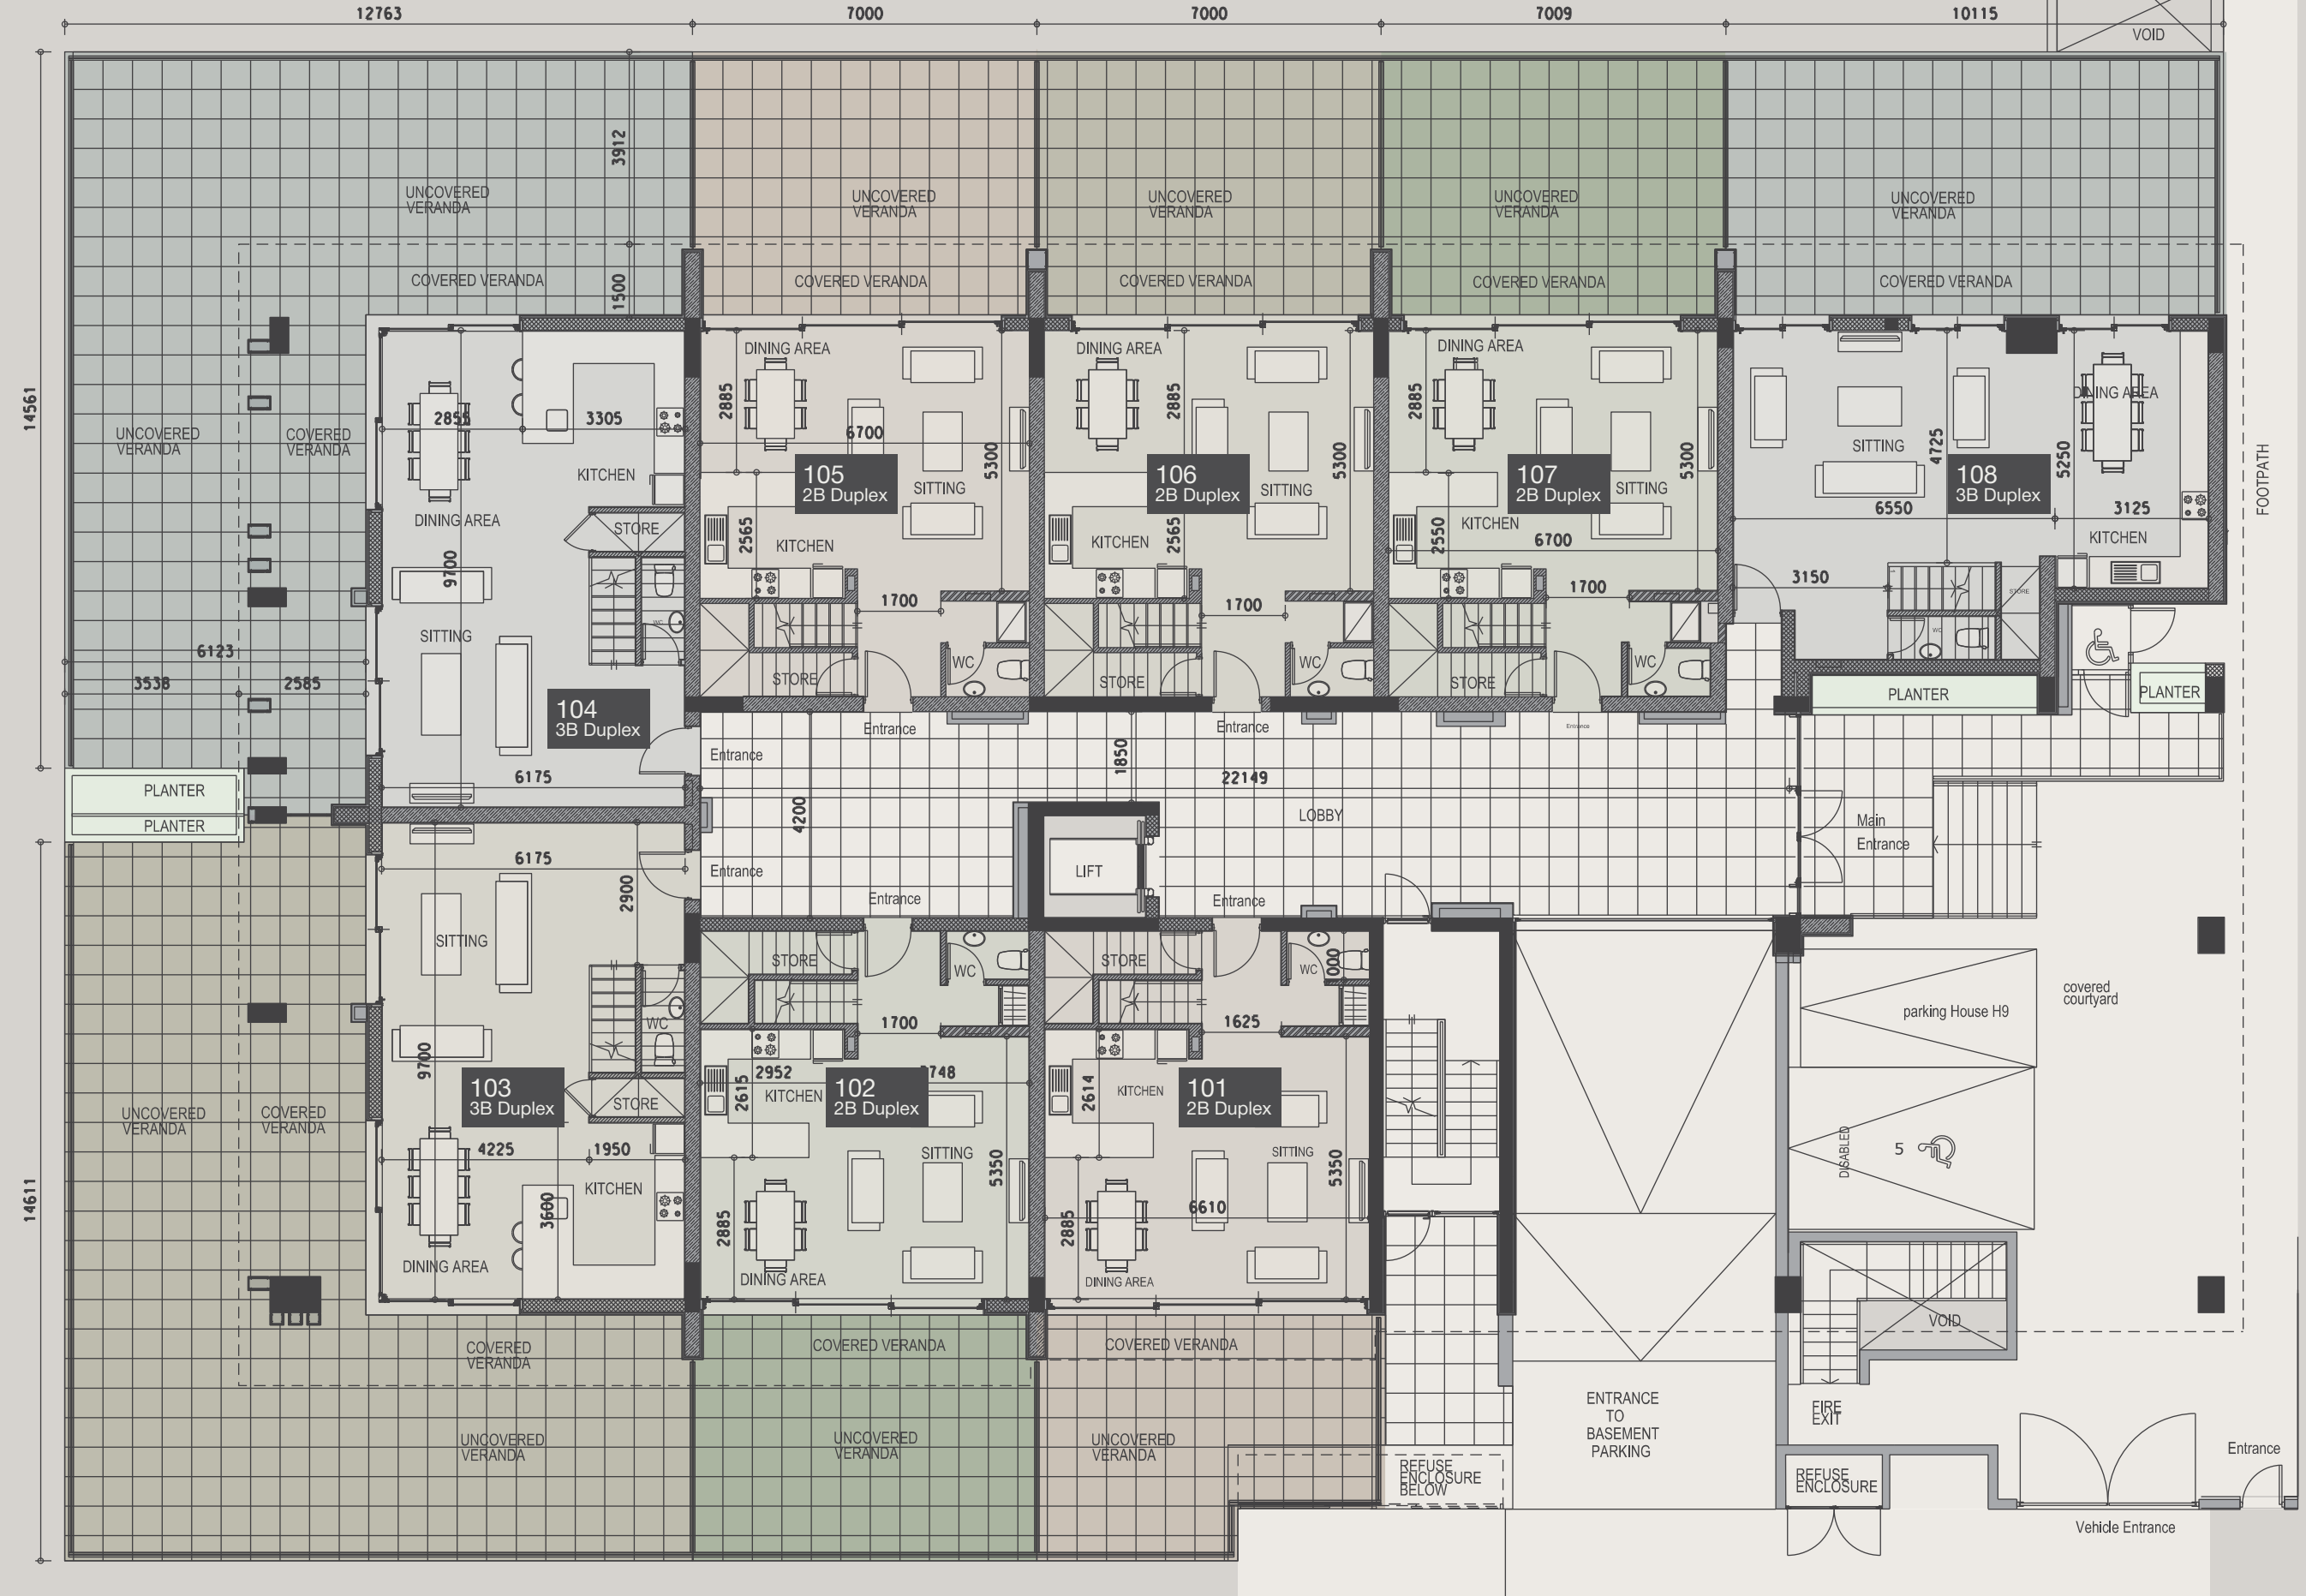 12763
7000
7000
7009
10115
VOID
3912
UNCOVERED
VERANDA
UNCOVERED
VERANDA
UNCOVERED
VERANDA
UNCOVERED
VERANDA
UNCOVERED
VERANDA
1500
COVERED VERANDA
COVERED VERANDA
COVERED VERANDA
COVERED VERANDA
COVERED VERANDA
14561
UNCOVERED
VERANDA
COVERED
VERANDA
2855
3305
KITCHEN
DINING AREA
STORE
9700
SITTING
WC
6123
3538
2585
104
3B Duplex
6175
DINING AREA
2885
6700
105
2B Duplex
SITTING
5300
2565
KITCHEN
1700
STORE
WC
DINING AREA
2885
106
2B Duplex
SITTING
5300
2565
KITCHEN
1700
STORE
WC
DINING AREA
2885
107
2B Duplex
SITTING
5300
2550
KITCHEN
6700
1700
STORE
WC
DINING AREA
SITTING
4725
108
3B Duplex
5250
6550
3125
KITCHEN
3150
STORE
WC
FOOTPATH
PLANTER
PLANTER
Entrance
Entrance
Entrance
Entrance
1850
22149
4200
LOBBY
LIFT
Main
Entrance
PLANTER
PLANTER
Entrance
Entrance
Entrance
14611
6175
2900
SITTING
WC
9700
103
3B Duplex
STORE
UNCOVERED
VERANDA
COVERED
VERANDA
4225
1950
KITCHEN
3600
DINING AREA
STORE
WC
1700
2952
748
2615
KITCHEN
102
2B Duplex
SITTING
5350
2885
DINING AREA
STORE
WC
000
1625
2614
KITCHEN
101
2B Duplex
SITTING
5350
6610
2885
DINING AREA
parking House H9
covered
courtyard
DISABLED
5
VOID
COVERED
VERANDA
COVERED VERANDA
COVERED VERANDA
UNCOVERED
VERANDA
UNCOVERED
VERANDA
UNCOVERED
VERANDA
REFUSE
ENCLOSURE
BELOW
ENTRANCE
TO
BASEMENT
PARKING
FIRE
EXIT
REFUSE
ENCLOSURE
Entrance
Vehicle Entrance